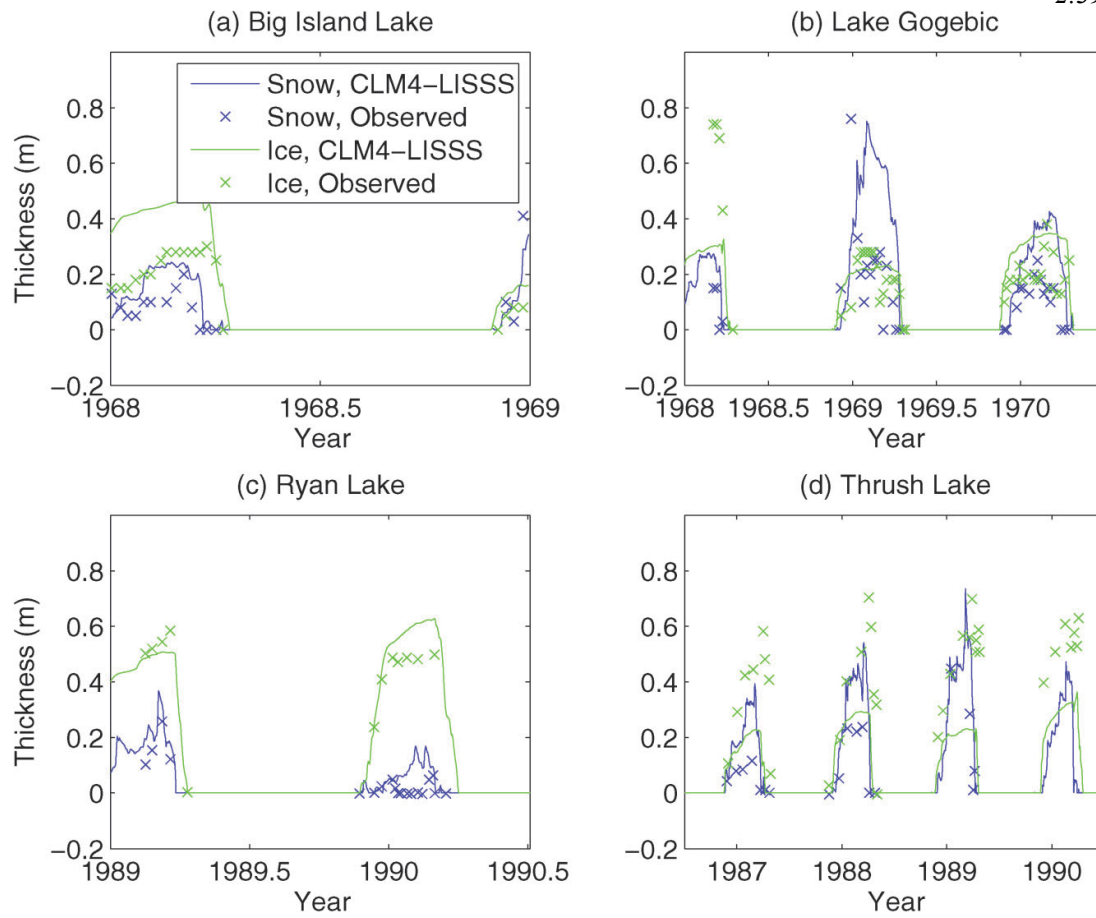 (a) Big Island Lake
Snow, CLM4−LISSS
Snow, Observed
Ice, CLM4−LISSS
Ice, Observed
Thickness (m)
0.8
0.6
0.4
0.2
0
−0.2
1968
1968.5
1969
Year
(b) Lake Gogebic
0.8
0.6
0.4
0.2
0
−0.2
1968
1968.5
1969
1969.5
1970
Year
(c) Ryan Lake
Thickness (m)
0.8
0.6
0.4
0.2
0
−0.2
1989
1989.5
1990
1990.5
Year
(d) Thrush Lake
0.8
0.6
0.4
0.2
0
−0.2
1987
1988
1989
1990
Year